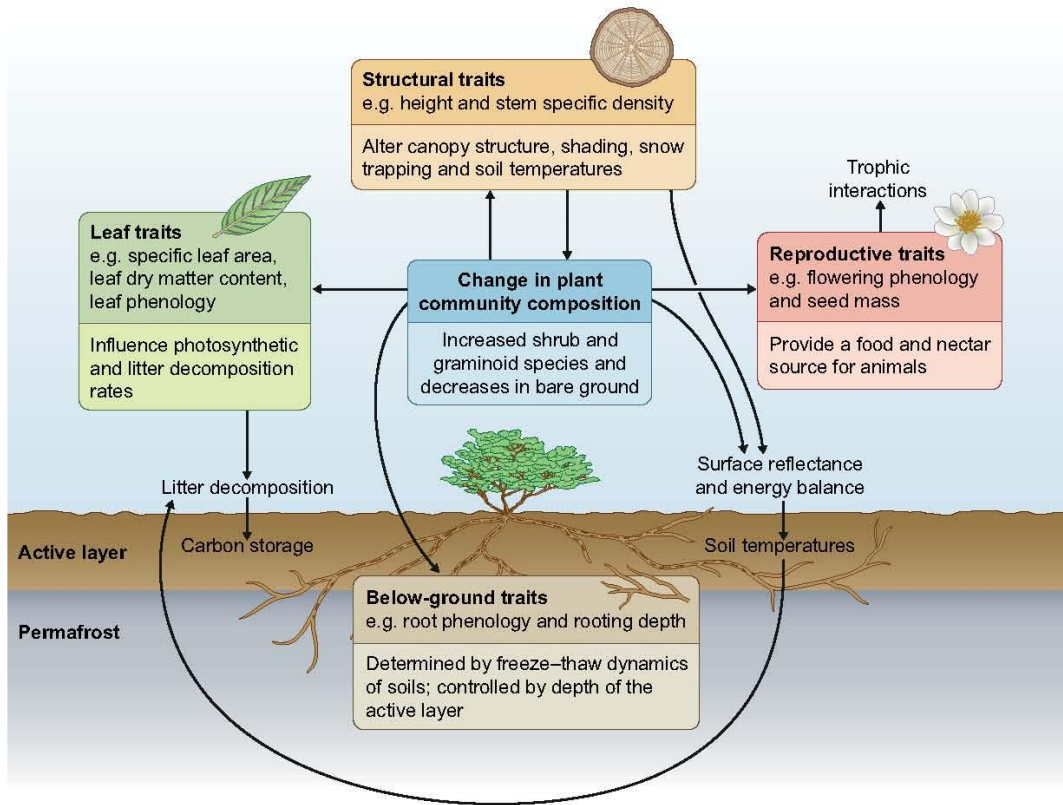 Structural traits
e.g. height and stem specific density
Alter canopy structure, shading, snow
trapping and soil temperatures
Trophic
interactions
Leaf traits
e.g. specific leaf area,
leaf dry matter content,
leaf phenology
Influence photosynthetic
and litter decomposition
rates
Change in plant
community composition
Increased shrub and
graminoid species and
decreases in bare ground
Reproductive traits
e.g. flowering phenology
and seed mass
Provide a food and nectar
source for animals
Litter decomposition
Surface reflectance
and energy balance
Active layer
Carbon storage
Soil temperatures
Permafrost
Below-ground traits
e.g. root phenology and rooting depth
Determined by freeze–thaw dynamics
of soils; controlled by depth of the
active layer